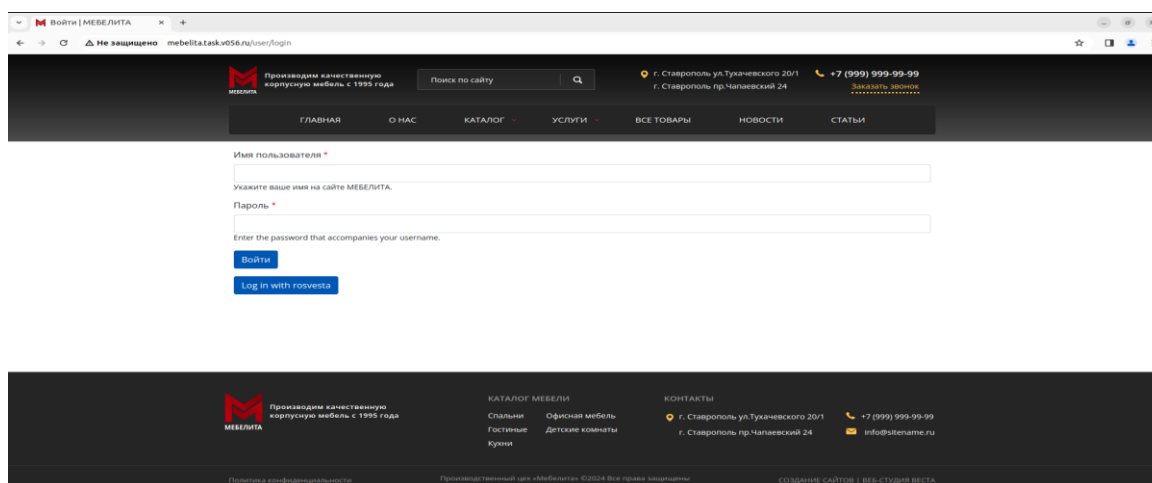 Войти | МЕБЕЛИТА
Не защищено mebelita.task.v056.ru/user/login
Производим качественную
корпусную мебель с 1995 года
МЕБЕЛИТА
Поиск по сайту
г. Ставрополь ул.Тухачевского 20/1
г. Ставрополь пр.Чапаевский 24
+7 (999) 999-99-99
Заказать звонок
ГЛАВНАЯ О НАС КАТАЛОГ УСЛУГИ ВСЕ ТОВАРЫ НОВОСТИ СТАТЬИ
Имя пользователя *
Укажите ваше имя на сайте МЕБЕЛИТА.
Пароль *
Enter the password that accompanies your username.
Войти
Log in with rosvesta
Производим качественную
корпусную мебель с 1995 года
МЕБЕЛИТА
КАТАЛОГ МЕБЕЛИ
Спальни Офисная мебель
Гостиные Детские комнаты
Кухни
КОНТАКТЫ
г. Ставрополь ул.Тухачевского 20/1
г. Ставрополь пр.Чапаевский 24
+7 (999) 999-99-99
info@sitename.ru
Политика конфиденциальности
Производственный цех «Мебелита» ©2024 Все права защищены
СОЗДАНИЕ САЙТОВ | ВЕБ-СТУДИЯ ВЕСТА